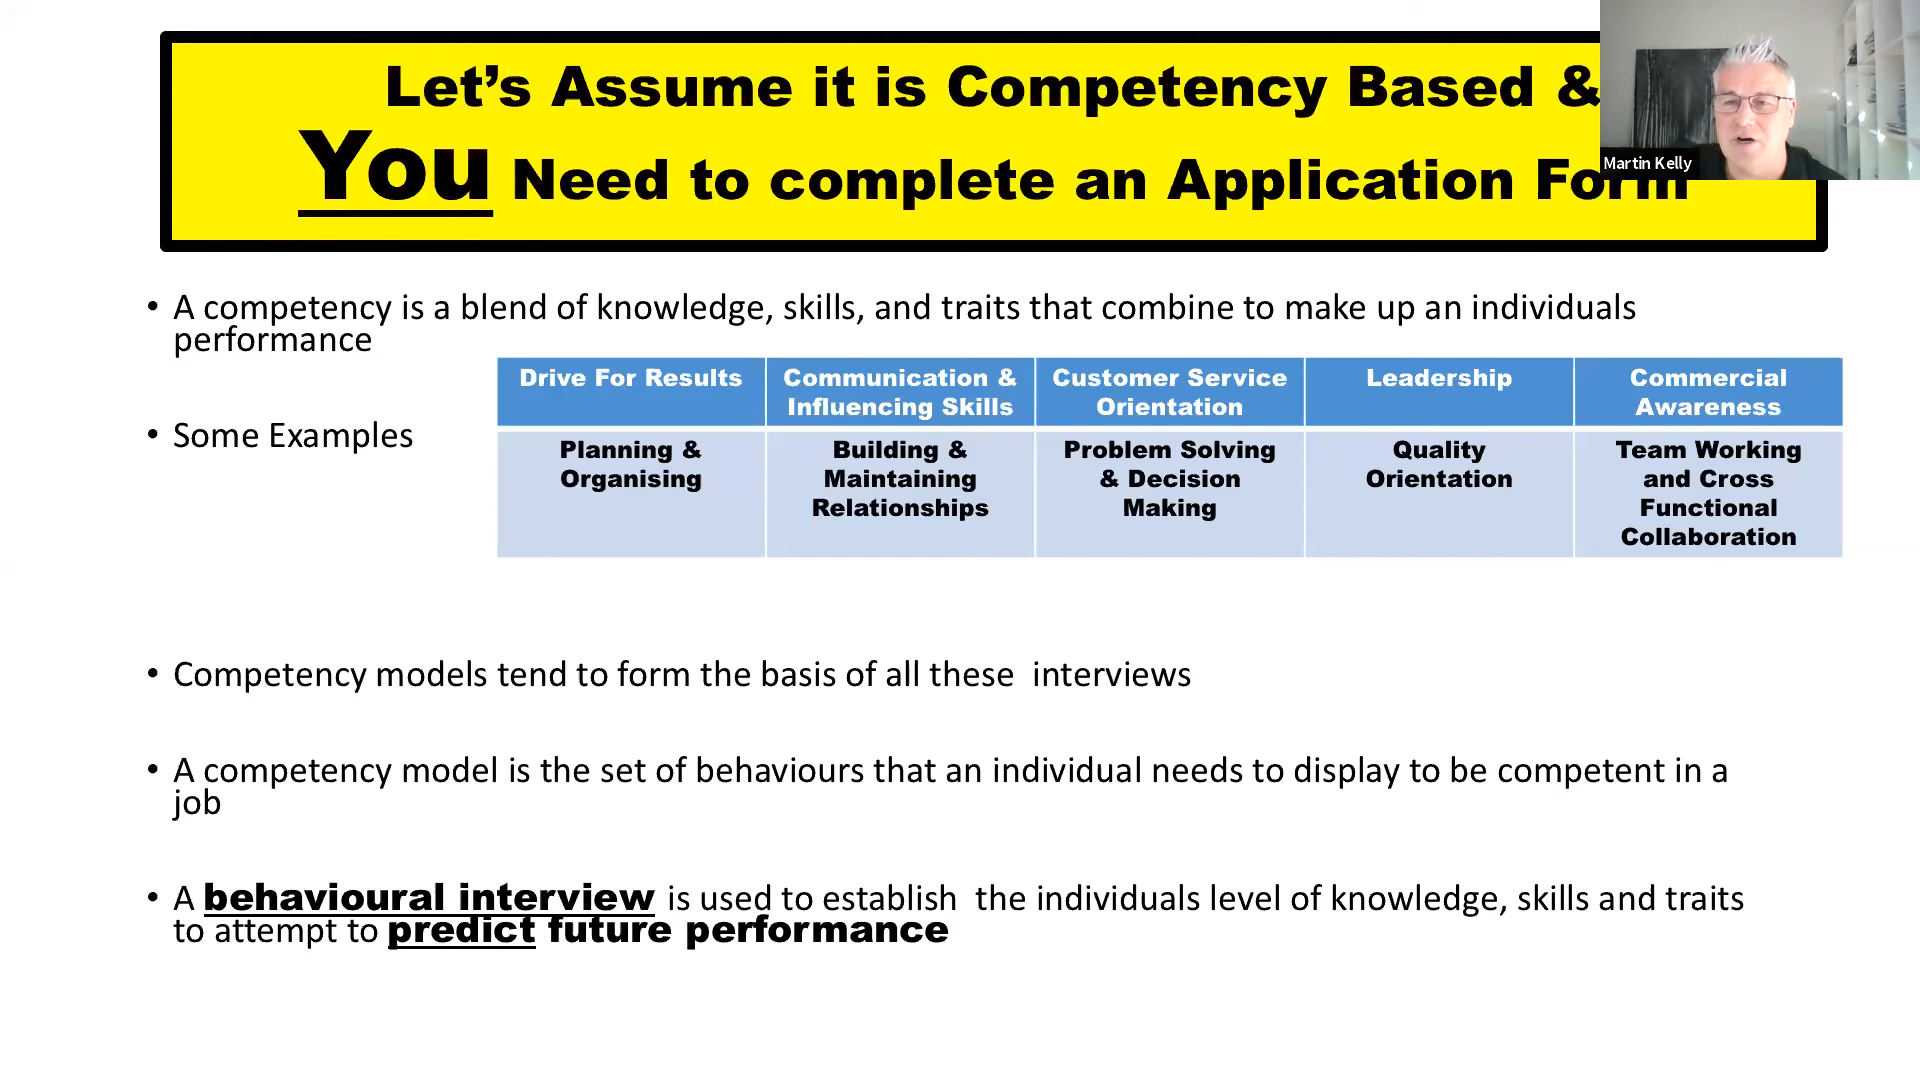 Let’s Assume it is Competency Based &
You Need to complete an Application Form
Martin Kelly
• A competency is a blend of knowledge, skills, and traits that combine to make up an individuals
performance
• Some Examples
Drive For Results
Communication &
Influencing Skills
Customer Service
Orientation
Leadership
Commercial
Awareness
Planning &
Organising
Building &
Maintaining
Relationships
Problem Solving
& Decision
Making
Quality
Orientation
Team Working
and Cross
Functional
Collaboration
• Competency models tend to form the basis of all these  interviews
• A competency model is the set of behaviours that an individual needs to display to be competent in a
job
• A behavioural interview is used to establish  the individuals level of knowledge, skills and traits
to attempt to predict future performance